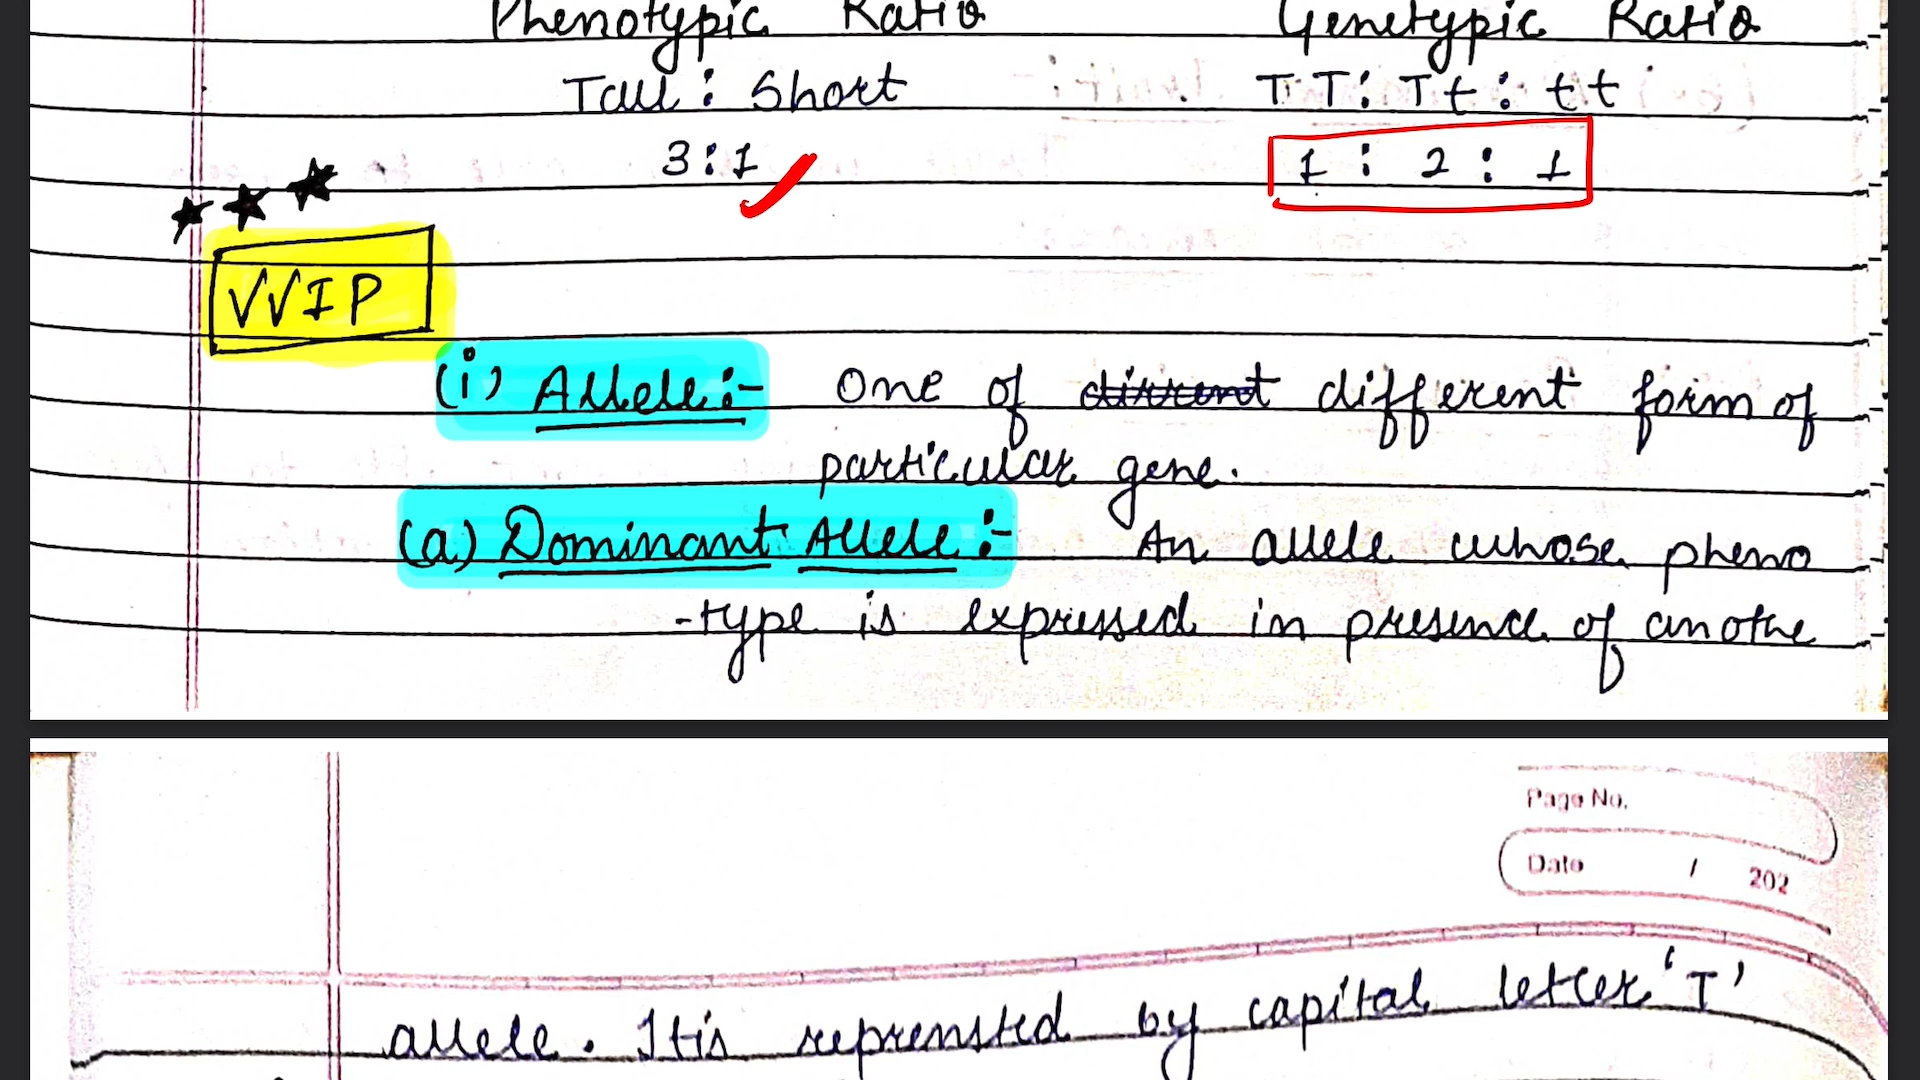 Phenotypic Ratio Genetypic Ratio
Tall : Short TT : Tt : tt
3:1 1 : 2 : 1
VVIP
(i) Allele :- One of different form of
particular gene.
(a) Dominant Allele :- An allele whose pheno
-type is expressed in presence of anothe
Page No.
Date / 202
allele. It is reprensted by capital letter 'T'